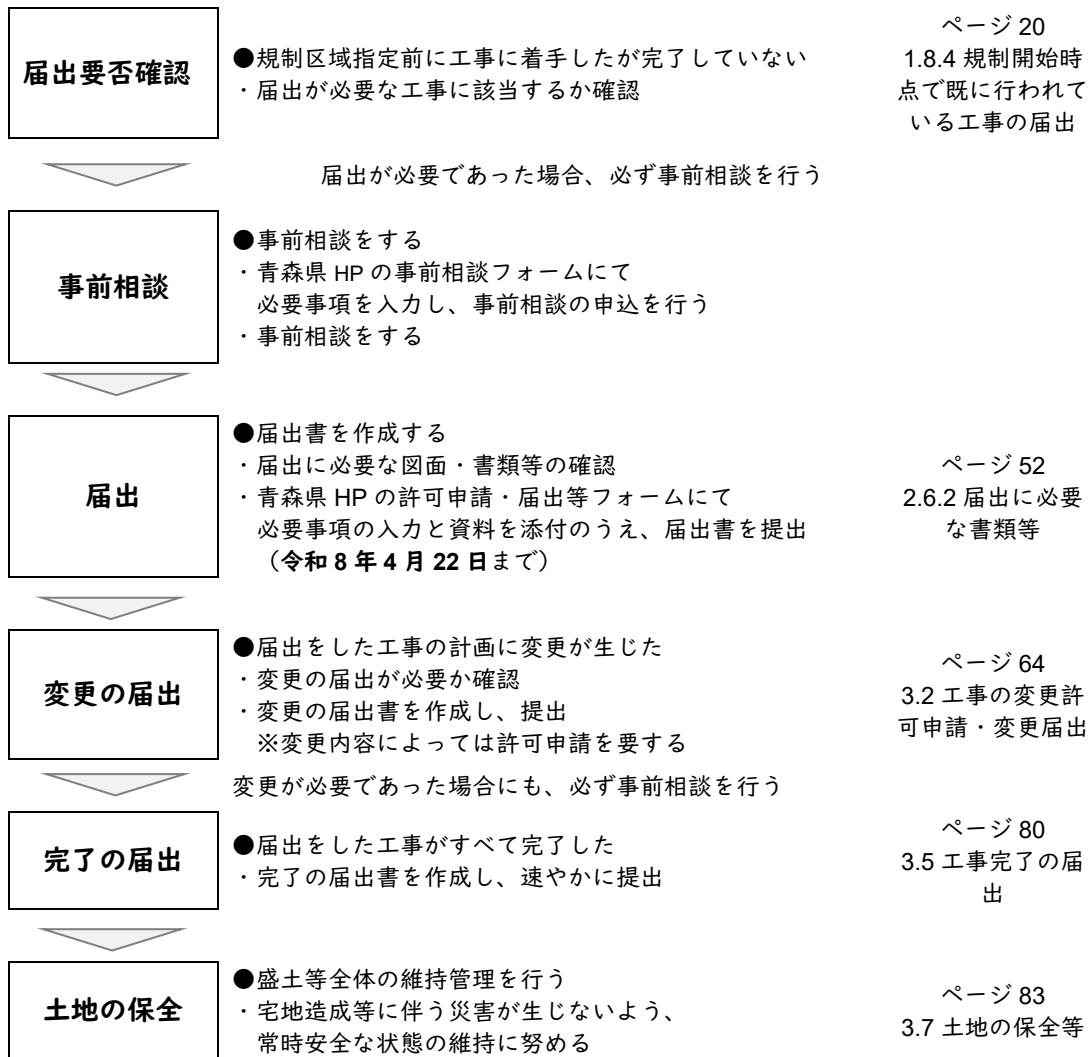 届出要否確認
●規制区域指定前に工事に着手したが完了していない
・届出が必要な工事に該当するか確認
ページ 20
1.8.4 規制開始時
点で既に行われて
いる工事の届出
届出が必要であった場合、必ず事前相談を行う
事前相談
●事前相談をする
・青森県 HP の事前相談フォームにて
必要事項を入力し、事前相談の申込を行う
・事前相談をする
届出
●届出書を作成する
・届出に必要な図面・書類等の確認
・青森県 HP の許可申請・届出等フォームにて
必要事項の入力と資料を添付のうえ、届出書を提出
（令和 8 年 4 月 22 日まで）
ページ 52
2.6.2 届出に必要
な書類等
変更の届出
●届出をした工事の計画に変更が生じた
・変更の届出が必要か確認
・変更の届出書を作成し、提出
※変更内容によっては許可申請を要する
ページ 64
3.2 工事の変更許
可申請・変更届出
変更が必要であった場合にも、必ず事前相談を行う
完了の届出
●届出をした工事がすべて完了した
・完了の届出書を作成し、速やかに提出
ページ 80
3.5 工事完了の届
出
土地の保全
●盛土等全体の維持管理を行う
・宅地造成等に伴う災害が生じないよう、
常時安全な状態の維持に努める
ページ 83
3.7 土地の保全等